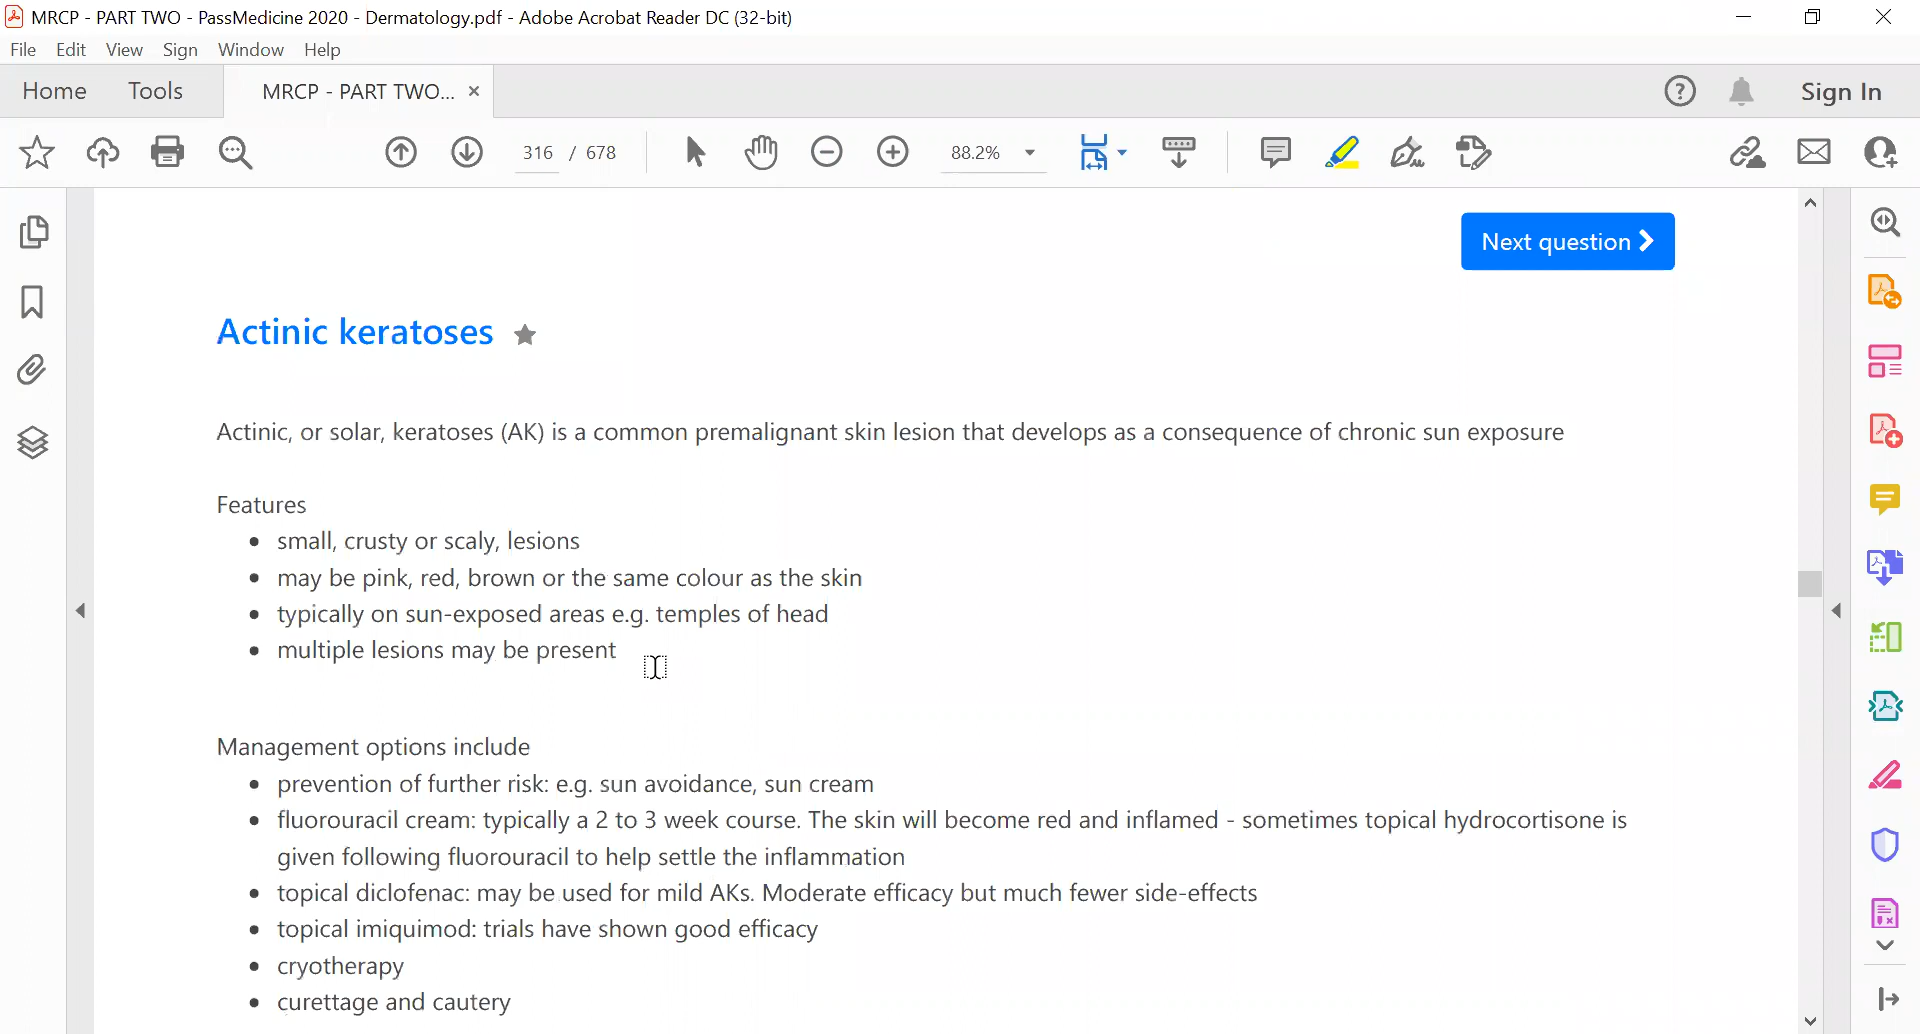 MRCP - PART TWO - PassMedicine 2020 - Dermatology.pdf - Adobe Acrobat Reader DC (32-bit)
File Edit View Sign Window Help
Home Tools MRCP - PART TWO... × Sign In
316 / 678 88.2%
Next question
Actinic keratoses
Actinic, or solar, keratoses (AK) is a common premalignant skin lesion that develops as a consequence of chronic sun exposure
Features
• small, crusty or scaly, lesions
• may be pink, red, brown or the same colour as the skin
• typically on sun-exposed areas e.g. temples of head
• multiple lesions may be present
Management options include
• prevention of further risk: e.g. sun avoidance, sun cream
• fluorouracil cream: typically a 2 to 3 week course. The skin will become red and inflamed - sometimes topical hydrocortisone is
given following fluorouracil to help settle the inflammation
• topical diclofenac: may be used for mild AKs. Moderate efficacy but much fewer side-effects
• topical imiquimod: trials have shown good efficacy
• cryotherapy
• curettage and cautery